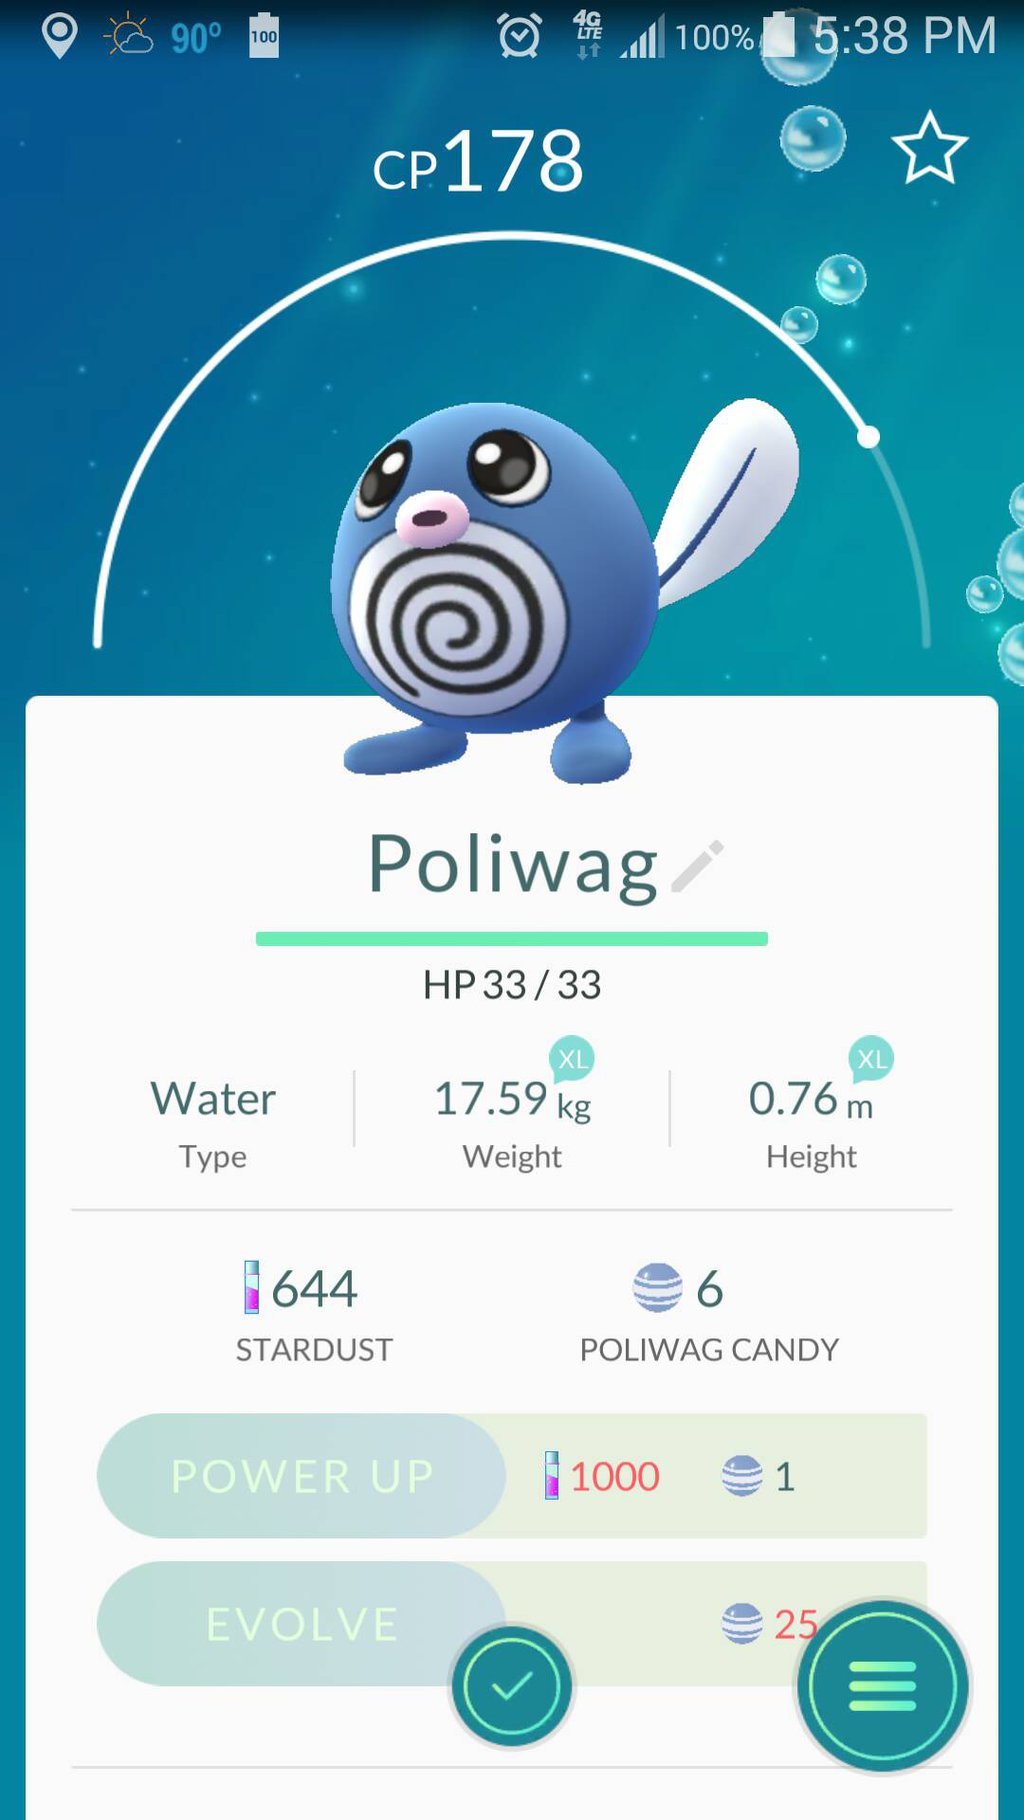 90° 100 4G LTE 100% 5:38 PM
CP178
Poliwag
HP 33 / 33
XL XL
Water 17.59 kg 0.76 m
Type Weight Height
644 6
STARDUST POLIWAG CANDY
POWER UP 1000 1
EVOLVE 25